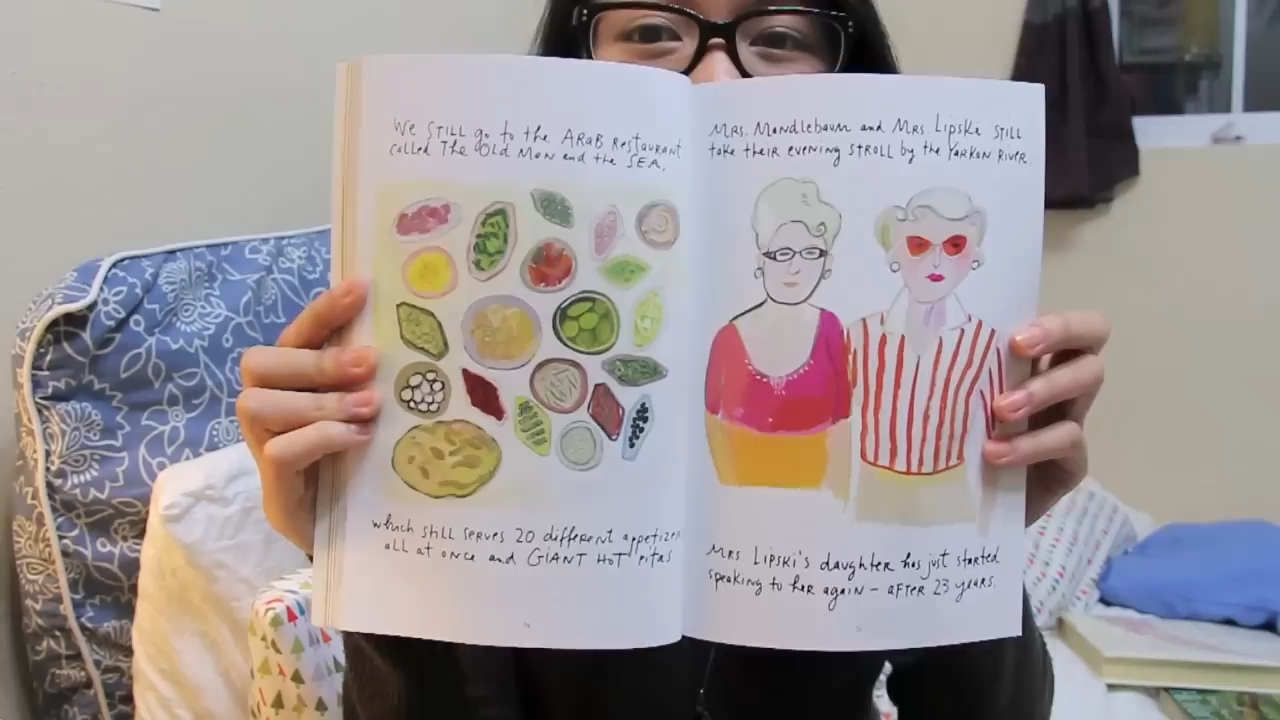 We STILL go to the ARAB RESTAURANT
called THE OLD MAN and the SEA,
which still serves 20 different appetizers
all at once and GIANT HOT PITAS
MRS. Mandlebaum and MRS. Lipski STILL
take their evening STROLL by the YARKON RIVER.
MRS Lipski's daughter has just started
speaking to her again – AFTER 23 years.